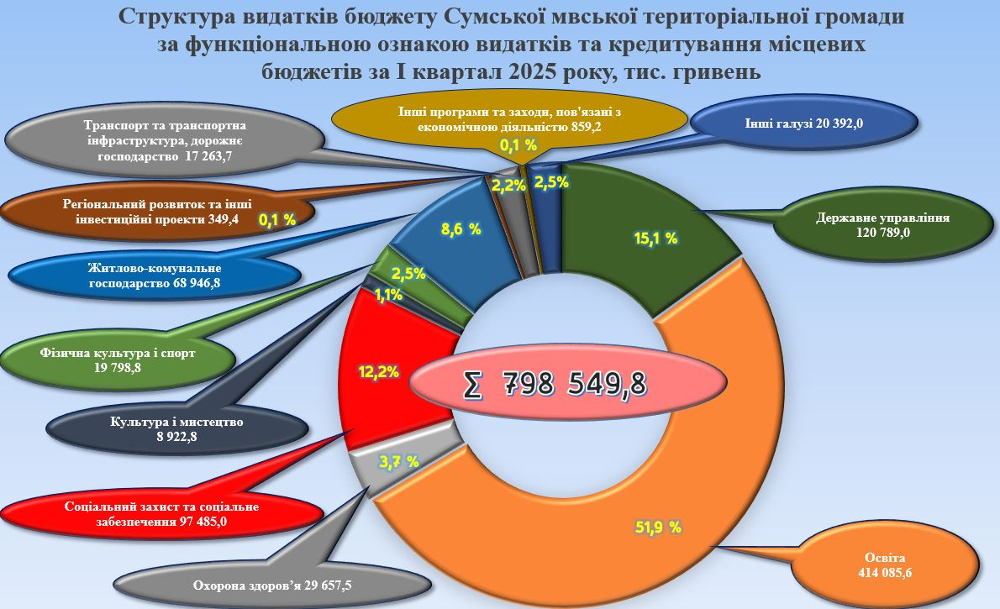 Структура видатків бюджету Сумської мвської територіальної громади
за функціональною ознакою видатків та кредитування місцевих
бюджетів за І квартал 2025 року, тис. гривень
Інші програми та заходи, пов'язані з
економічною діяльністю 859,2
0,1 %
Інші галузі 20 392,0
2,5%
Транспорт та транспортна
інфраструктура, дорожнє
господарство 17 263,7
2,2%
Державне управління
120 789,0
15,1 %
Регіональний розвиток та інші
інвестиційні проекти 349,4
0,1 %
Житлово-комунальне
господарство 68 946,8
8,6 %
Фізична культура і спорт
19 798,8
2,5%
Культура і мистецтво
8 922,8
1,1%
Соціальний захист та соціальне
забезпечення 97 485,0
12,2%
Σ 798 549,8
Охорона здоров’я 29 657,5
3,7 %
Освіта
414 085,6
51,9 %